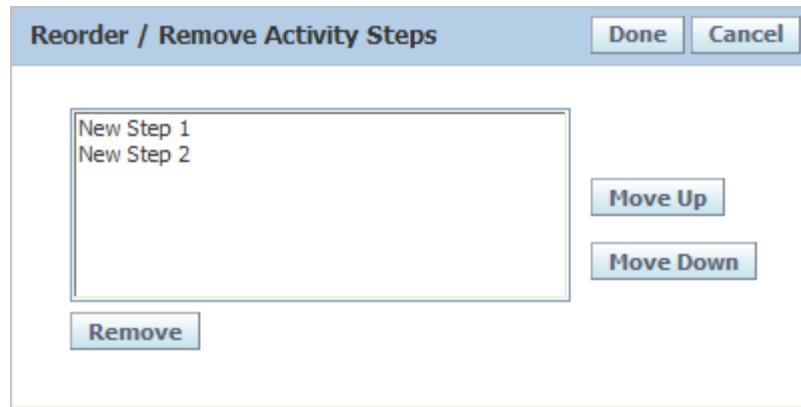 Reorder / Remove Activity Steps Done Cancel
New Step 1
New Step 2
Move Up
Move Down
Remove